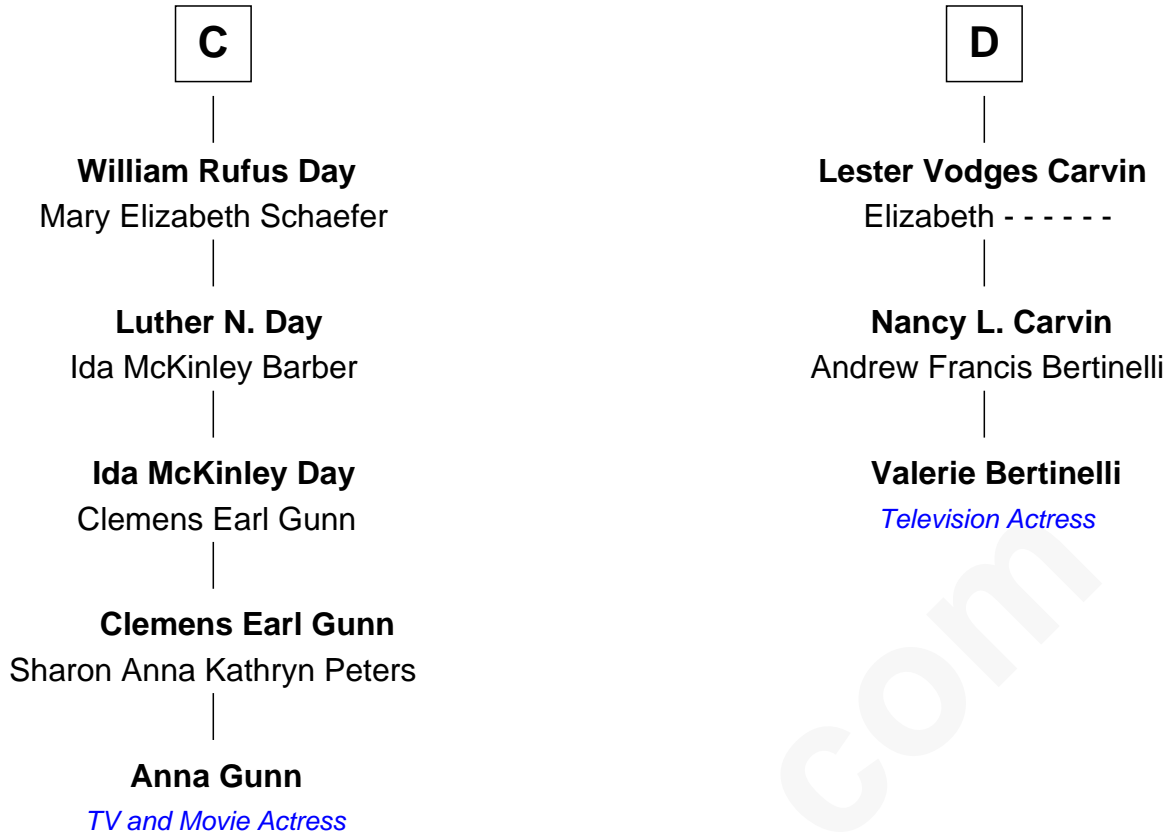 C
William Rufus Day
Mary Elizabeth Schaefer
Luther N. Day
Ida McKinley Barber
Ida McKinley Day
Clemens Earl Gunn
Clemens Earl Gunn
Sharon Anna Kathryn Peters
Anna Gunn
TV and Movie Actress
D
Lester Vodges Carvin
Elizabeth - - - - - -
Nancy L. Carvin
Andrew Francis Bertinelli
Valerie Bertinelli
Television Actress
com